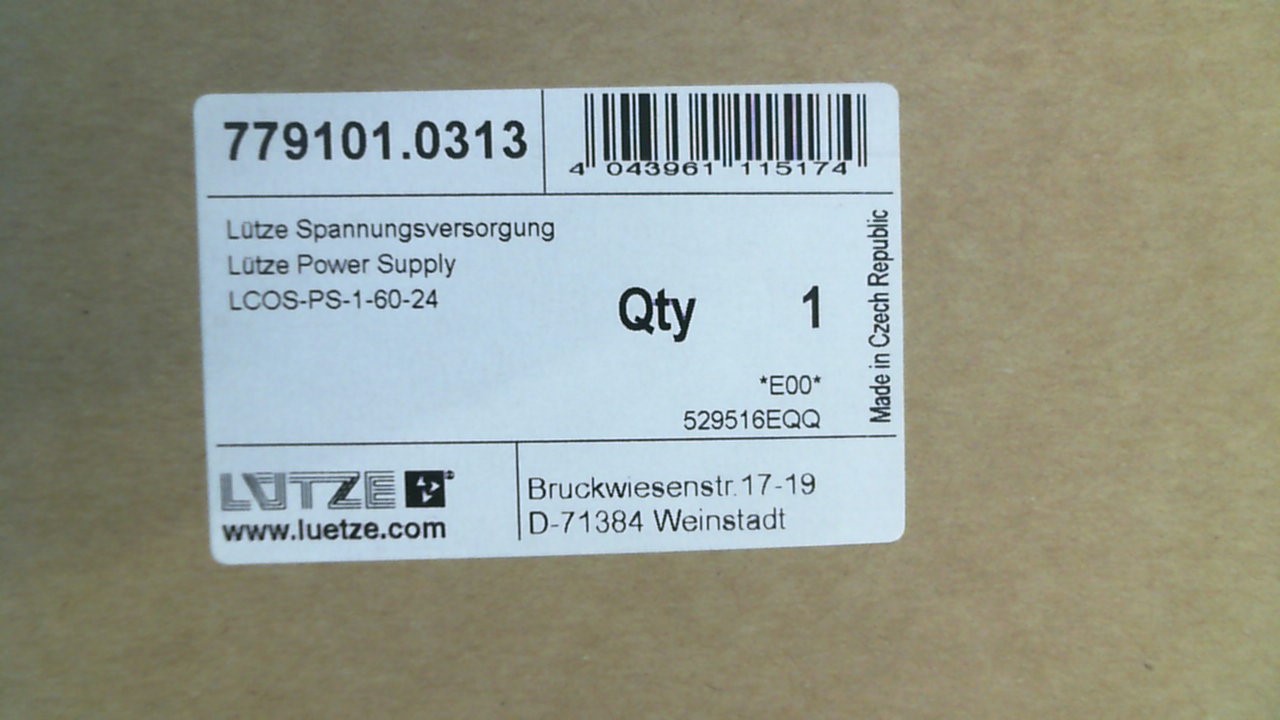 779101.0313
4 043961 115174
Lütze Spannungsversorgung
Lütze Power Supply
LCOS-PS-1-60-24
Qty 1
Made in Czech Republic
*E00*
529516EQQ
LÜTZE ®
www.luetze.com
Bruckwiesenstr.17-19
D-71384 Weinstadt